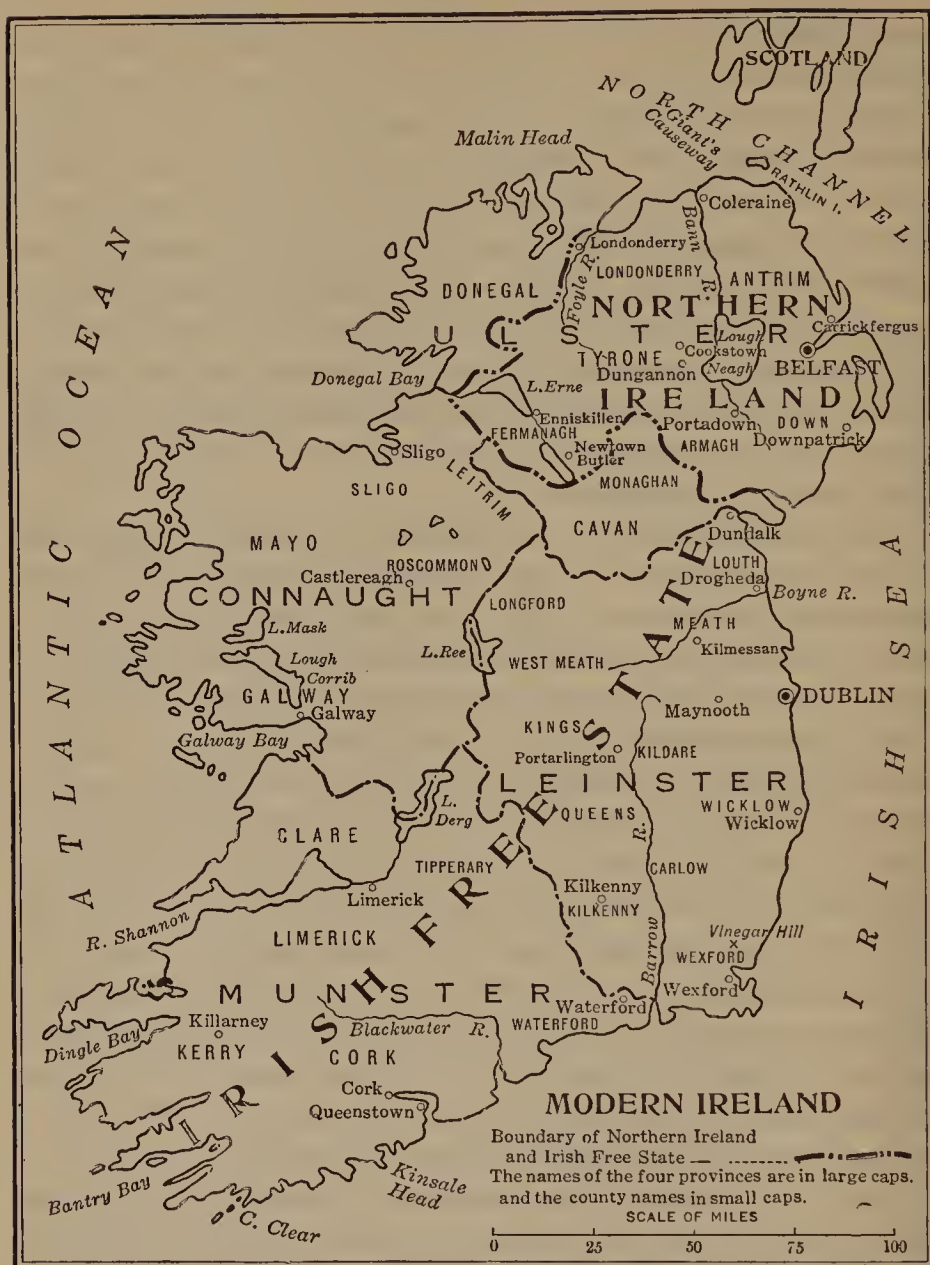 SCOTLAND
NORTH CHANNEL
Giant's
Causeway
RATHLIN I.
Malin Head
Coleraine
Bann R.
Londonderry
LONDONDERRY
Foyle R.
ANTRIM
DONEGAL
NORTHERN
IRELAND
ULSTER
Carrickfergus
Lough
Neagh
Cookstown
TYRONE
Dungannon
BELFAST
Donegal Bay
L. Erne
Enniskillen
FERMANAGH
Newtown
Butler
Portadown
ARMAGH
DOWN
Downpatrick
MONAGHAN
Sligo
SLIGO
LEITRIM
CAVAN
Dundalk
LOUTH
Drogheda
Boyne R.
MAYO
ROSCOMMON
Castlereagh
CONNAUGHT
LONGFORD
L. Mask
Lough
Corrib
L. Ree
MEATH
Kilmessan
WEST MEATH
GALWAY
Galway
Galway Bay
Maynooth
DUBLIN
KINGS
Portarlington
KILDARE
LEINSTER
QUEENS
WICKLOW
Wicklow
L.
Derg
CLARE
TIPPERARY
CARLOW
Kilkenny
KILKENNY
Limerick
R. Shannon
LIMERICK
Barrow R.
Vinegar Hill
WEXFORD
Wexford
MUNSTER
Waterford
WATERFORD
Dingle Bay
Killarney
KERRY
Blackwater R.
CORK
Cork
Queenstown
Bantry Bay
Kinsale
Head
C. Clear
IRISH FREE STATE
ATLANTIC OCEAN
IRISH SEA
MODERN IRELAND
Boundary of Northern Ireland
and Irish Free State
The names of the four provinces are in large caps.
and the county names in small caps.
SCALE OF MILES
0 25 50 75 100